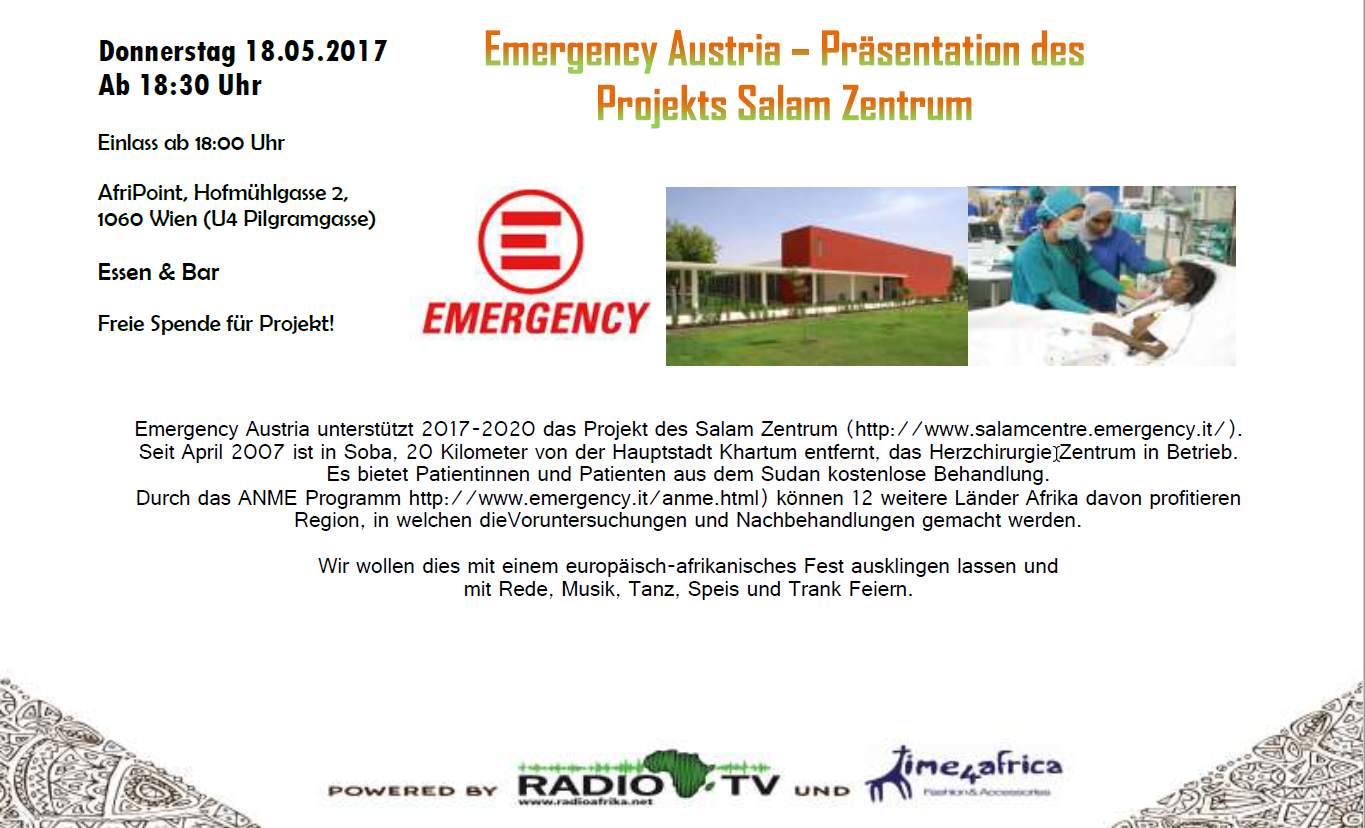 Donnerstag 18.05.2017
Ab 18:30 Uhr
Einlass ab 18:00 Uhr
AfriPoint, Hofmühlgasse 2,
1060 Wien (U4 Pilgramgasse)
Essen & Bar
Freie Spende für Projekt!
Emergency Austria – Präsentation des
Projekts Salam Zentrum
E
EMERGENCY
Emergency Austria unterstützt 2017-2020 das Projekt des Salam Zentrum (http://www.salamcentre.emergency.it/).
Seit April 2007 ist in Soba, 20 Kilometer von der Hauptstadt Khartum entfernt, das Herzchirurgie Zentrum in Betrieb.
Es bietet Patientinnen und Patienten aus dem Sudan kostenlose Behandlung.
Durch das ANME Programm http://www.emergency.it/anme.html) können 12 weitere Länder Afrika davon profitieren
Region, in welchen dieVoruntersuchungen und Nachbehandlungen gemacht werden.
Wir wollen dies mit einem europäisch-afrikanisches Fest ausklingen lassen und
mit Rede, Musik, Tanz, Speis und Trank Feiern.
POWERED BY RADIO TV UND Time4africa
www.radioafrika.net Fashion & Accessories